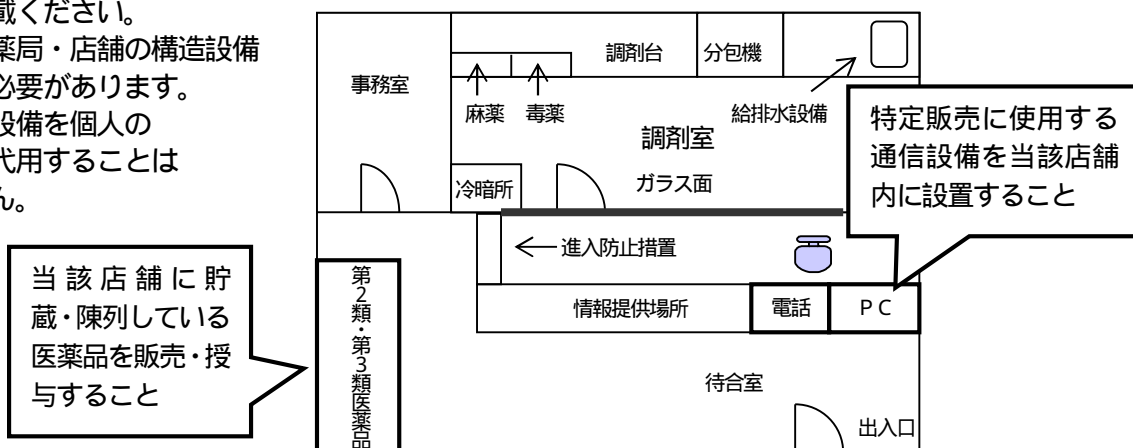 載ください。
薬局・店舗の構造設備
必要があります。
設備を個人の
代用することは
ん。
調剤台
分包機
事務室
麻薬
毒薬
給排水設備
調剤室
冷暗所
ガラス面
特定販売に使用する
通信設備を当該店舗
内に設置すること
進入防止措置
情報提供場所
電話
ＰＣ
当該店舗に貯
蔵・陳列している
医薬品を販売・授
与すること
第2類・第3類医薬品
待合室
出入口